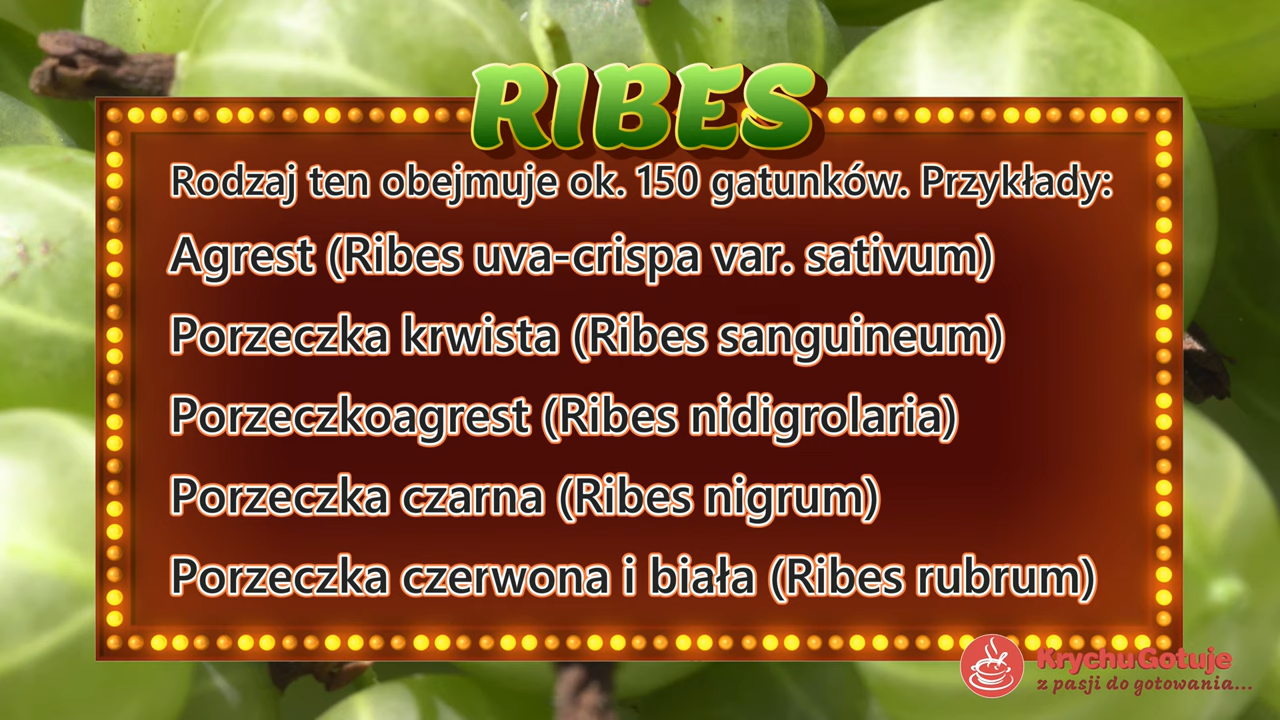 RIBES
Rodzaj ten obejmuje ok. 150 gatunków. Przykłady:
Agrest (Ribes uva-crispa var. sativum)
Porzeczka krwista (Ribes sanguineum)
Porzeczkoagrest (Ribes nidigrolaria)
Porzeczka czarna (Ribes nigrum)
Porzeczka czerwona i biała (Ribes rubrum)
KrychuGotuje
z pasji do gotowania...